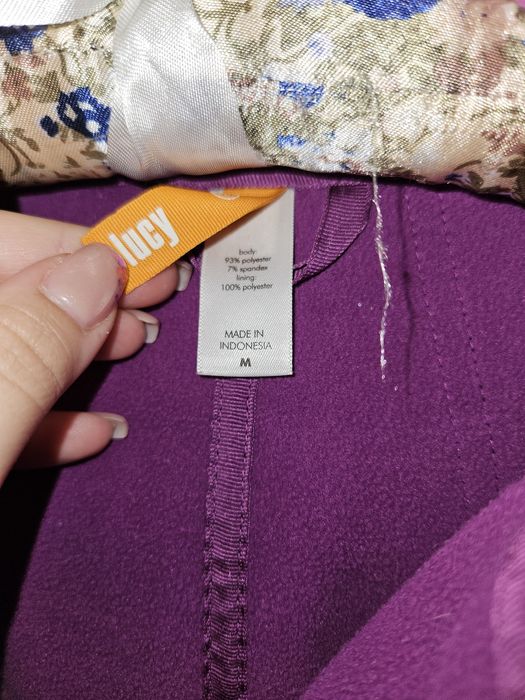 lucy
body:
93% polyester
7% spandex
lining:
100% polyester
MADE IN
INDONESIA
M